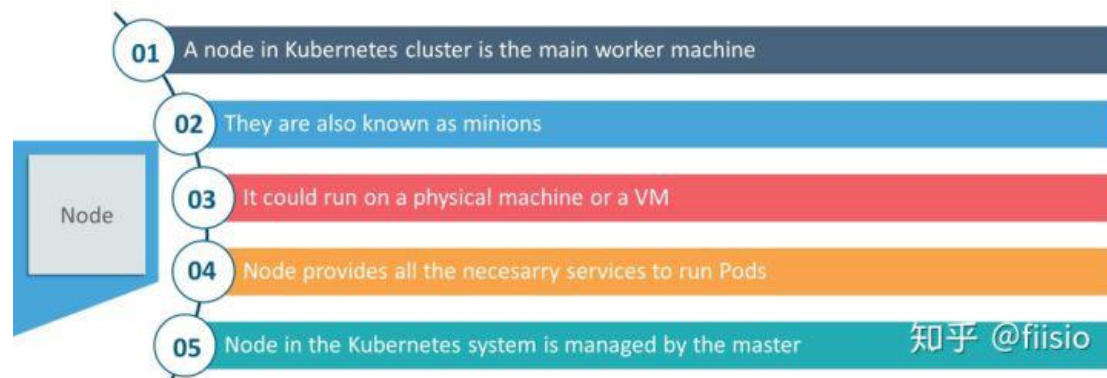 01 A node in Kubernetes cluster is the main worker machine
02 They are also known as minions
Node
03 It could run on a physical machine or a VM
04 Node provides all the necesarry services to run Pods
05 Node in the Kubernetes system is managed by the master
知乎 @fiisio